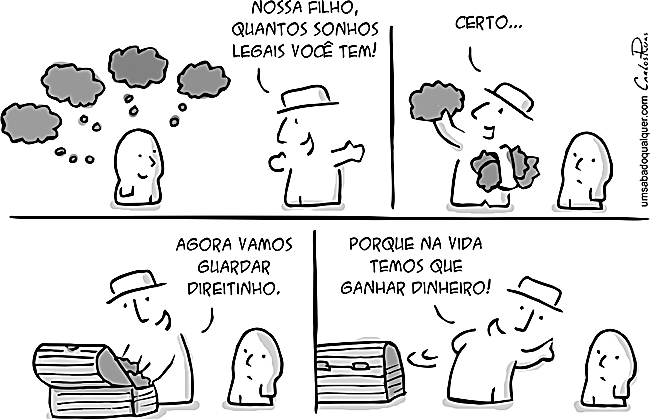 NOSSA FILHO,
QUANTOS SONHOS
LEGAIS VOCÊ TEM!
CERTO...
AGORA VAMOS
GUARDAR
DIREITINHO.
PORQUE NA VIDA
TEMOS QUE
GANHAR DINHEIRO!
umsabadoqualquer.com Carlos Ruas